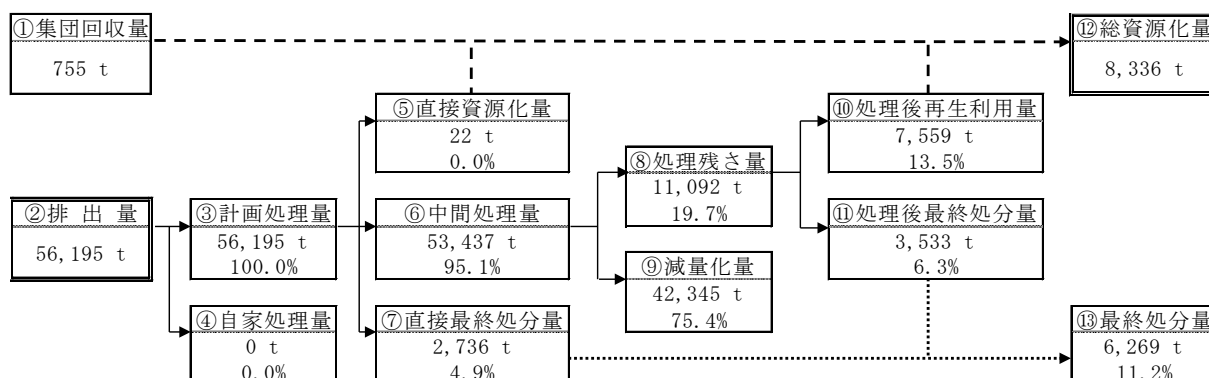 ①集団回収量
755 t
⑫総資源化量
8,336 t
⑤直接資源化量
22 t
0.0%
⑩処理後再生利用量
7,559 t
13.5%
⑧処理残さ量
11,092 t
19.7%
②排 出 量
56,195 t
③計画処理量
56,195 t
100.0%
⑥中間処理量
53,437 t
95.1%
⑪処理後最終処分量
3,533 t
6.3%
⑨減量化量
42,345 t
75.4%
④自家処理量
0 t
0.0%
⑦直接最終処分量
2,736 t
4.9%
⑬最終処分量
6,269 t
11.2%